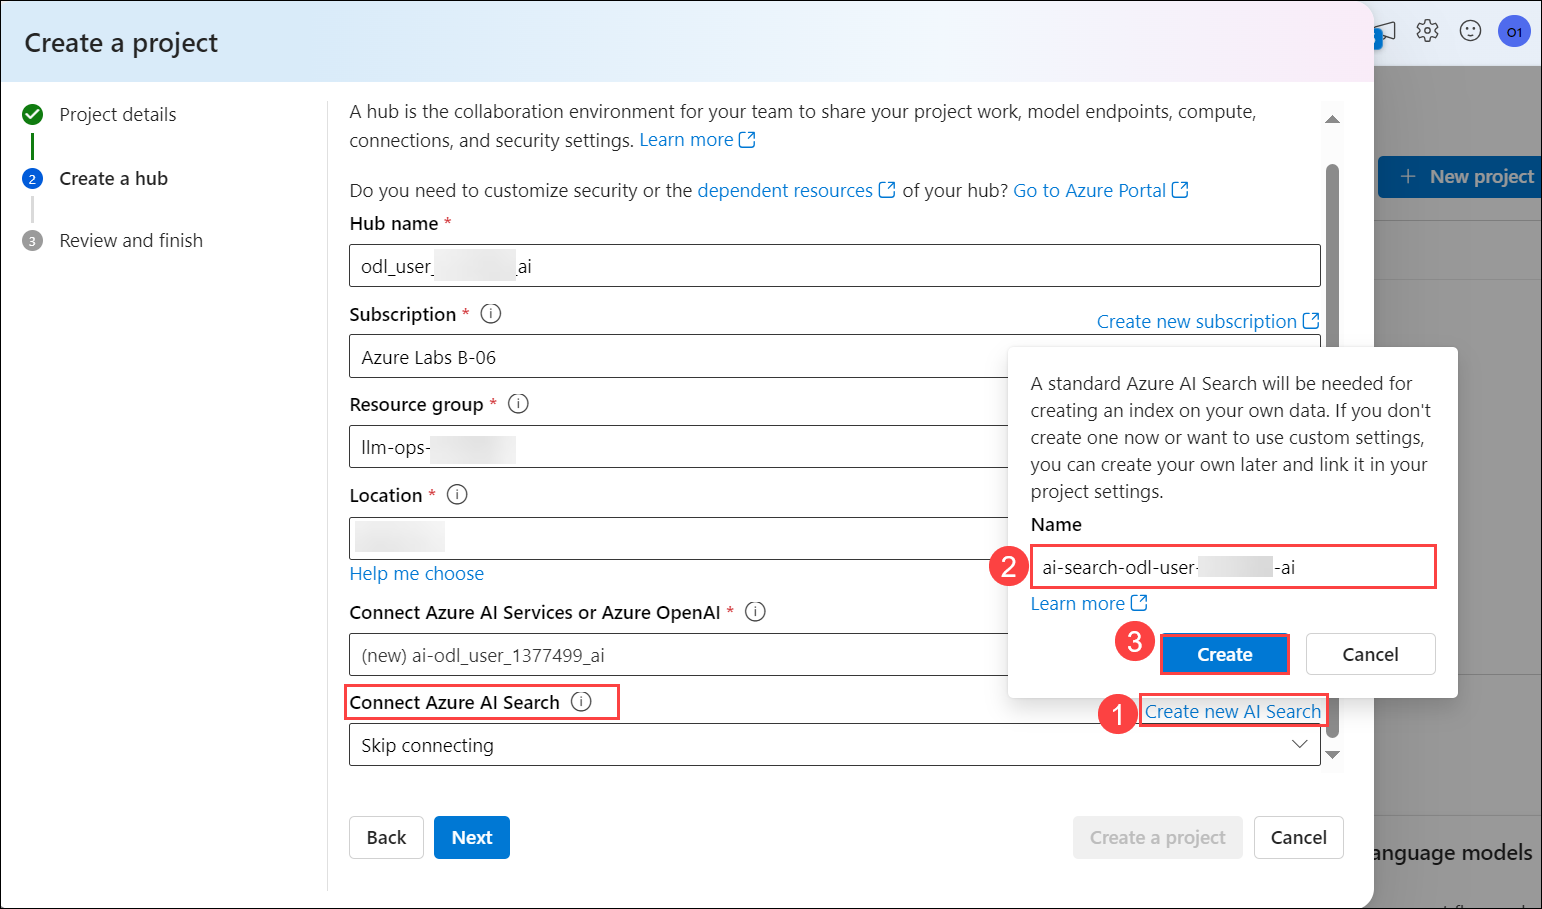 Create a project
O1
Project details
2 Create a hub
3 Review and finish
A hub is the collaboration environment for your team to share your project work, model endpoints, compute,
connections, and security settings. Learn more
Do you need to customize security or the dependent resources of your hub? Go to Azure Portal
+ New project
Hub name *
odl_user_ _ai
Subscription *
Create new subscription
Azure Labs B-06
Resource group *
llm-ops-
Location *
Help me choose
Connect Azure AI Services or Azure OpenAI *
(new) ai-odl_user_1377499_ai
Connect Azure AI Search
1 Create new AI Search
Skip connecting
A standard Azure AI Search will be needed for
creating an index on your own data. If you don't
create one now or want to use custom settings,
you can create your own later and link it in your
project settings.
Name
2 ai-search-odl-user- -ai
Learn more
3 Create Cancel
Back Next Create a project Cancel
anguage models